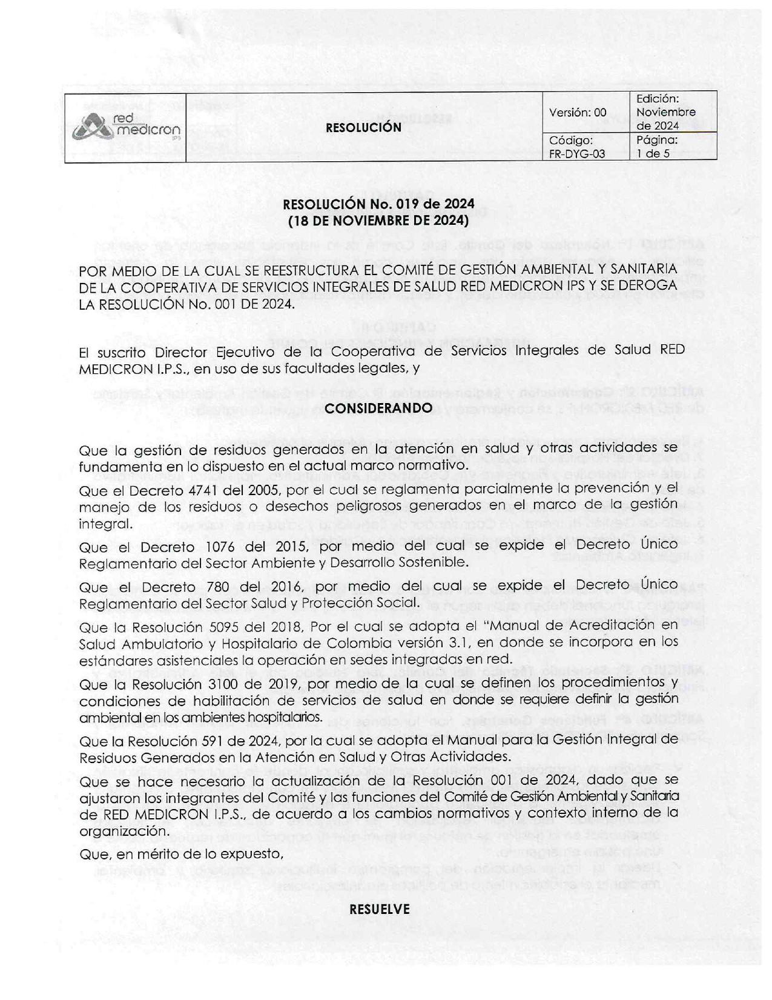 red
medicron
IPS
RESOLUCIÓN
Versión: 00
Edición:
Noviembre
de 2024
Código:
FR-DYG-03
Página:
1 de 5
RESOLUCIÓN No. 019 de 2024
(18 DE NOVIEMBRE DE 2024)
POR MEDIO DE LA CUAL SE REESTRUCTURA EL COMITÉ DE GESTIÓN AMBIENTAL Y SANITARIA
DE LA COOPERATIVA DE SERVICIOS INTEGRALES DE SALUD RED MEDICRON IPS Y SE DEROGA
LA RESOLUCIÓN No. 001 DE 2024.
El suscrito Director Ejecutivo de la Cooperativa de Servicios Integrales de Salud RED
MEDICRON I.P.S., en uso de sus facultades legales, y
CONSIDERANDO
Que la gestión de residuos generados en la atención en salud y otras actividades se
fundamenta en lo dispuesto en el actual marco normativo.
Que el Decreto 4741 del 2005, por el cual se reglamenta parcialmente la prevención y el
manejo de los residuos o desechos peligrosos generados en el marco de la gestión
integral.
Que el Decreto 1076 del 2015, por medio del cual se expide el Decreto Único
Reglamentario del Sector Ambiente y Desarrollo Sostenible.
Que el Decreto 780 del 2016, por medio del cual se expide el Decreto Único
Reglamentario del Sector Salud y Protección Social.
Que la Resolución 5095 del 2018, Por el cual se adopta el "Manual de Acreditación en
Salud Ambulatorio y Hospitalario de Colombia versión 3.1, en donde se incorpora en los
estándares asistenciales la operación en sedes integradas en red.
Que la Resolución 3100 de 2019, por medio de la cual se definen los procedimientos y
condiciones de habilitación de servicios de salud en donde se requiere definir la gestión
ambiental en los ambientes hospitalarios.
Que la Resolución 591 de 2024, por la cual se adopta el Manual para la Gestión Integral de
Residuos Generados en la Atención en Salud y Otras Actividades.
Que se hace necesario la actualización de la Resolución 001 de 2024, dado que se
ajustaron los integrantes del Comité y las funciones del Comité de Gestión Ambiental y Sanitaria
de RED MEDICRON I.P.S., de acuerdo a los cambios normativos y contexto interno de la
organización.
Que, en mérito de lo expuesto,
RESUELVE